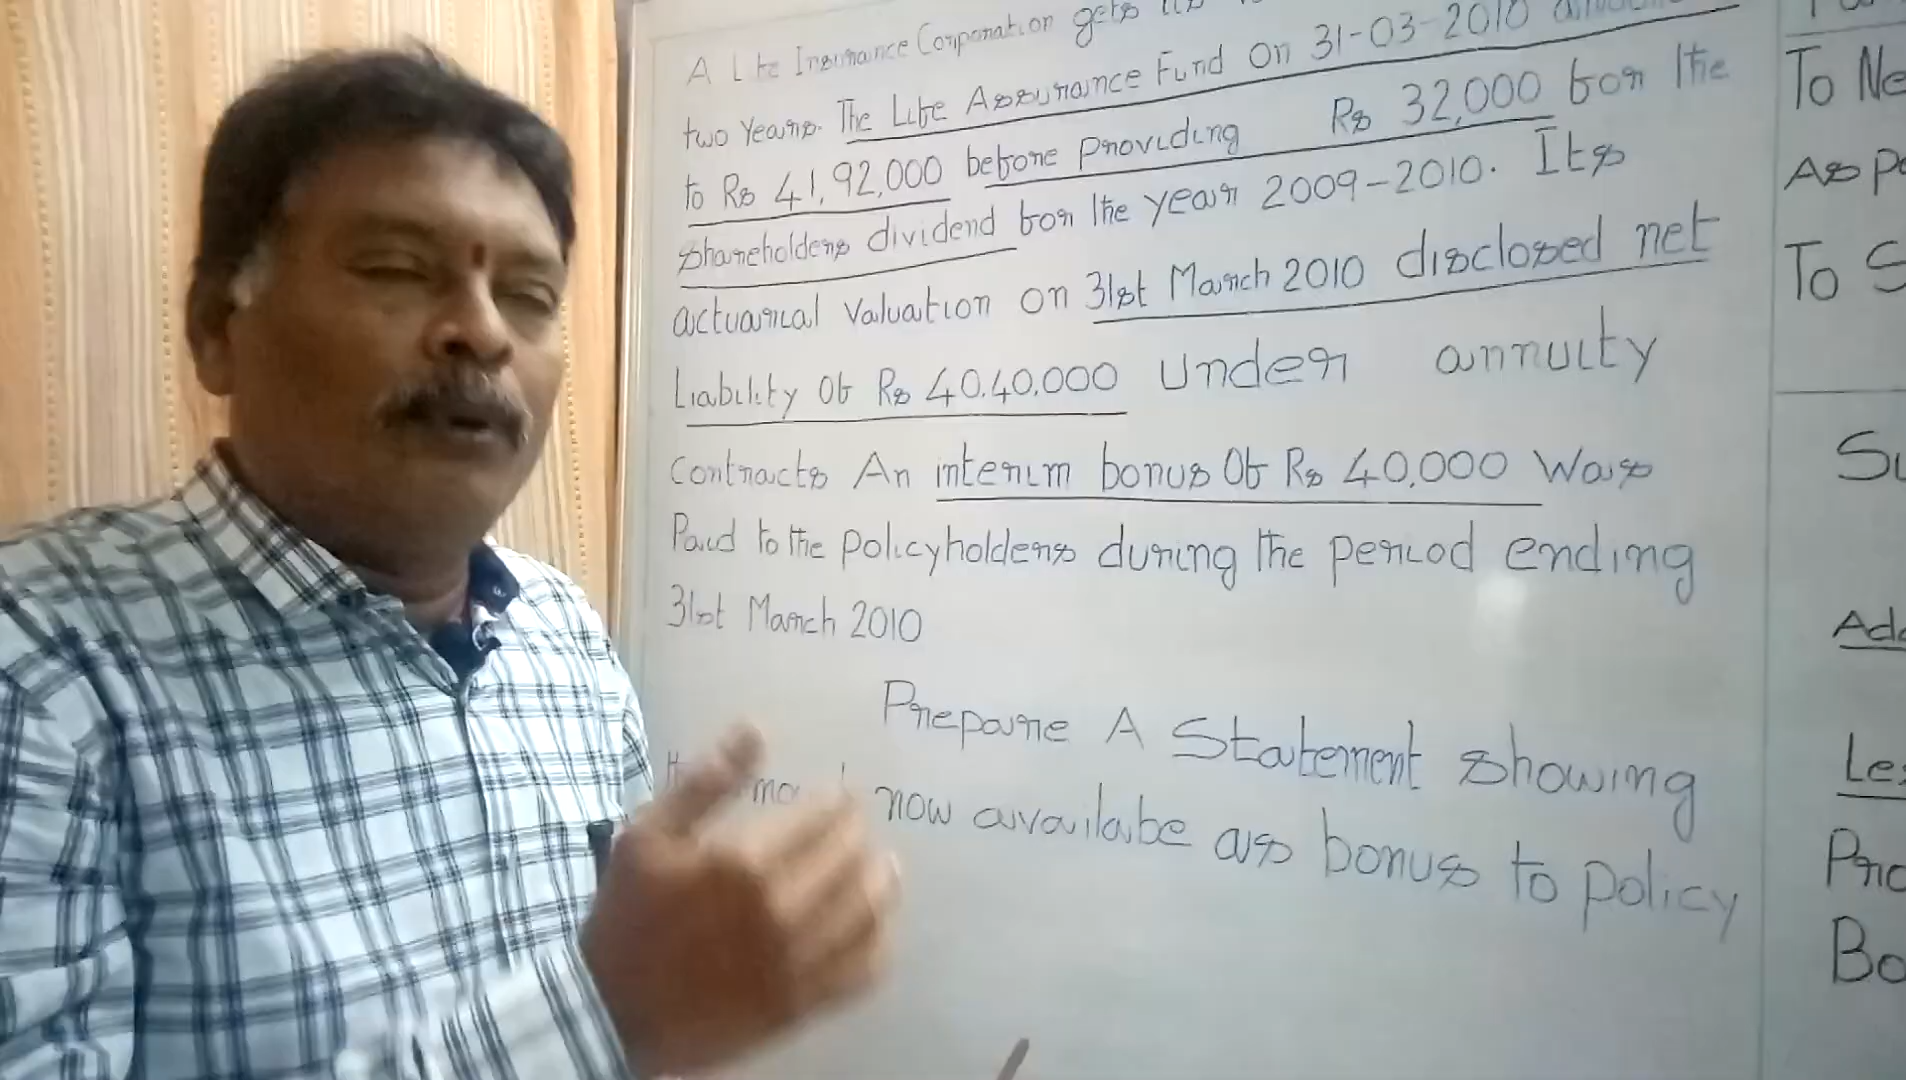 A Life Insurance Corporation gets its
two Years. The Life Assurance Fund On 31-03-2010
to Rs 41,92,000 before Providing Rs 32,000 for the
shareholders dividend for the year 2009-2010. Its
actuarial Valuation on 31st March 2010 disclosed net
Liability Of Rs 40,40,000 Under annuity
Contracts An interim bonus Of Rs 40,000 Was
Paid to the Policyholders during the period ending
31st March 2010
Prepare A Statement showing
now availabe as bonus to policy
To Ne
As Pe
To S
Su
Add
Les
Pro
Bo